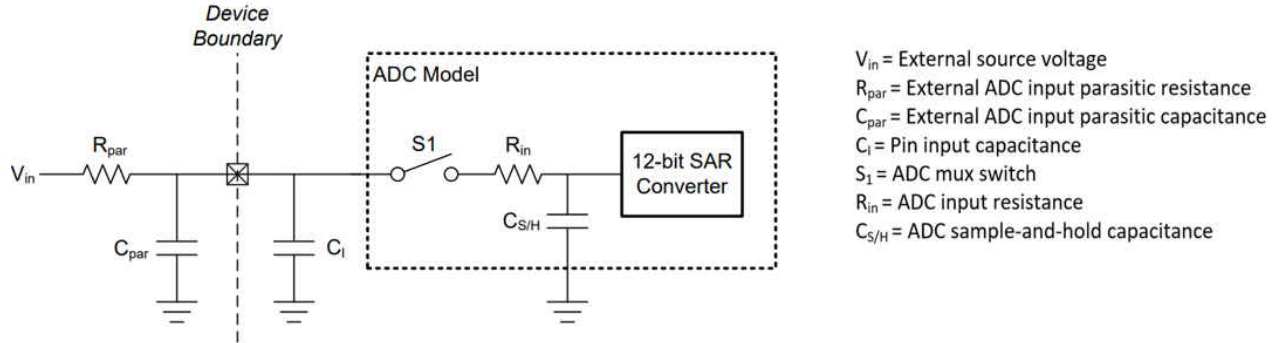 Device
Boundary
ADC Model
V_in
R_par
S1
R_in
12-bit SAR
Converter
C_par
C_I
C_S/H
V_in = External source voltage
R_par = External ADC input parasitic resistance
C_par = External ADC input parasitic capacitance
C_I = Pin input capacitance
S_1 = ADC mux switch
R_in = ADC input resistance
C_S/H = ADC sample-and-hold capacitance